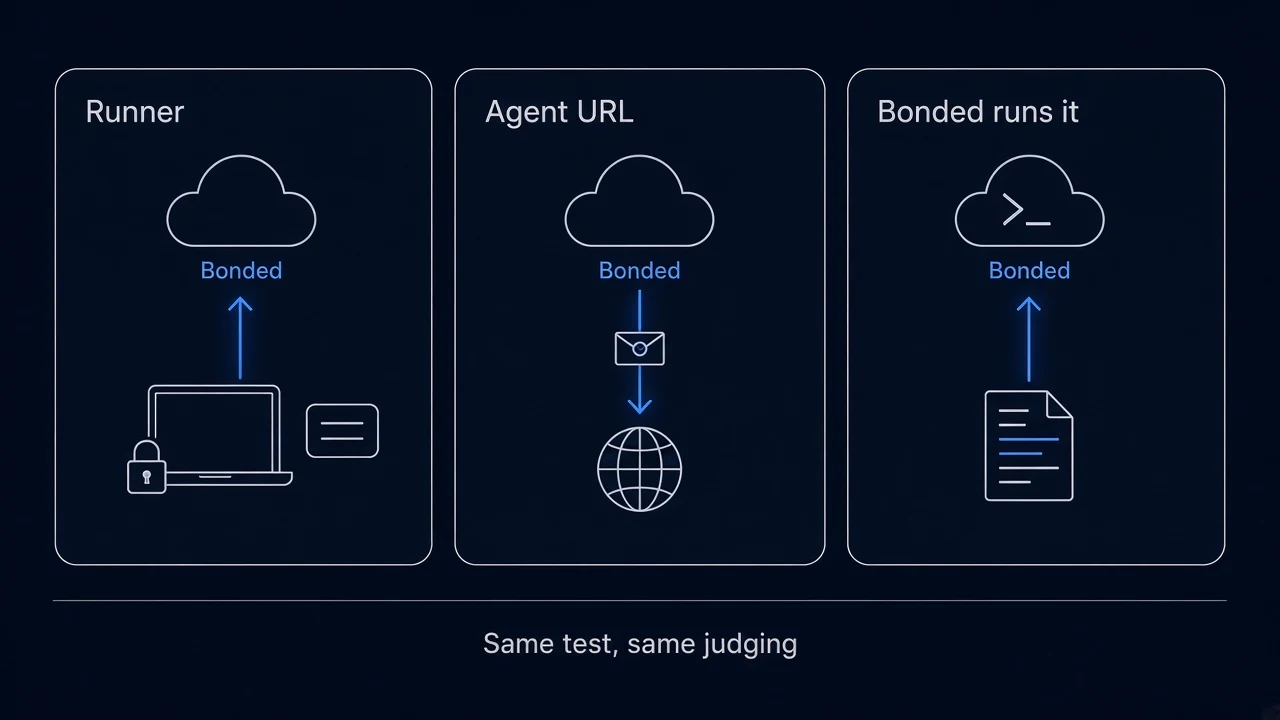 Runner
Agent URL
Bonded runs it
>_
Bonded
Bonded
Bonded
Same test, same judging